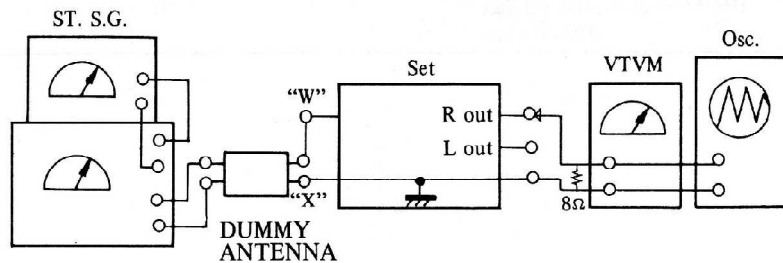 ST. S.G.
Osc.
Set
VTVM
“W”
R out
L out
“X”
8Ω
DUMMY
ANTENNA